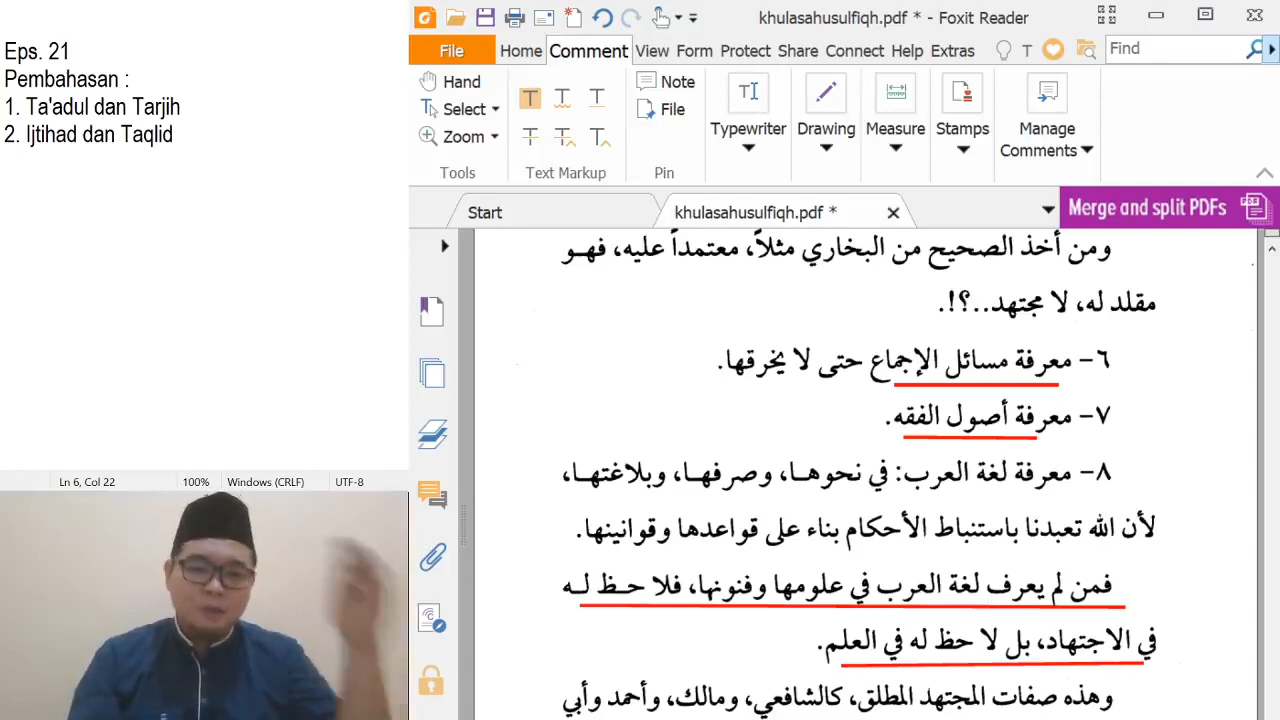 Eps. 21
Pembahasan :
1. Ta'adul dan Tarjih
2. Ijtihad dan Taqlid
Ln 6, Col 22
100%
Windows (CRLF)
UTF-8
khulasahusulfiqh.pdf * - Foxit Reader
File
Home
Comment
View
Form
Protect
Share
Connect
Help
Extras
Find
Hand
Select
Zoom
Tools
Text Markup
Note
File
Pin
Typewriter
Drawing
Measure
Stamps
Manage
Comments
Start
khulasahusulfiqh.pdf *
Merge and split PDFs
ومن أخذ الصحيح من البخاري مثلاً، معتمداً عليه، فهو
مقلد له، لا مجتهد..؟!.
٦- معرفة مسائل الإجماع حتى لا يخرقها.
٧- معرفة أصول الفقه.
٨- معرفة لغة العرب: في نحوها، وصرفها، وبلاغتها،
لأن الله تعبدنا باستنباط الأحكام بناء على قواعدها وقوانينها.
فمن لم يعرف لغة العرب في علومها وفنونها، فلا حظ له
في الاجتهاد، بل لا حظ له في العلم.
وهذه صفات المجتهد المطلق، كالشافعي، ومالك، وأحمد وأبي